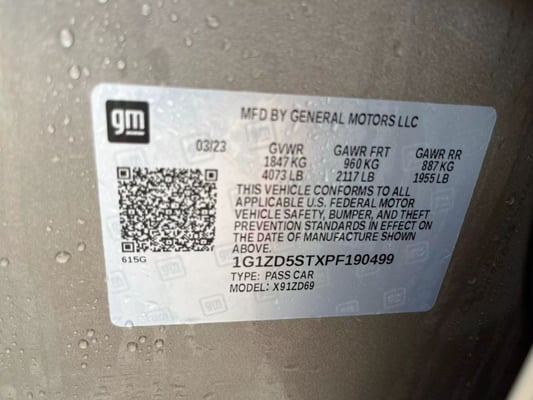 gm
MFD BY GENERAL MOTORS LLC
03/23 GVWR GAWR FRT GAWR RR
1847 KG 960 KG 887 KG
4073 LB 2117 LB 1955 LB
THIS VEHICLE CONFORMS TO ALL
APPLICABLE U.S. FEDERAL MOTOR
VEHICLE SAFETY, BUMPER, AND THEFT
PREVENTION STANDARDS IN EFFECT ON
THE DATE OF MANUFACTURE SHOWN
ABOVE.
615G
1G1ZD5STXPF190499
TYPE: PASS CAR
MODEL: X91ZD69